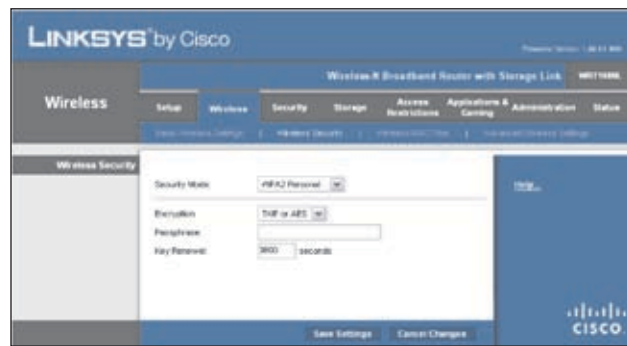 LINKSYS® by Cisco
Wireless-N Broadband Router with Storage Link
Wireless
Setup Wireless Security Storage Access Restrictions Applications & Gaming Administration Status
Wireless Security
Wireless Security
Security Mode: WPA2 Personal
Encryption: TKIP or AES
Passphrase:
Key Renewal: 3600 seconds
Help...
Save Settings Cancel Changes
CISCO